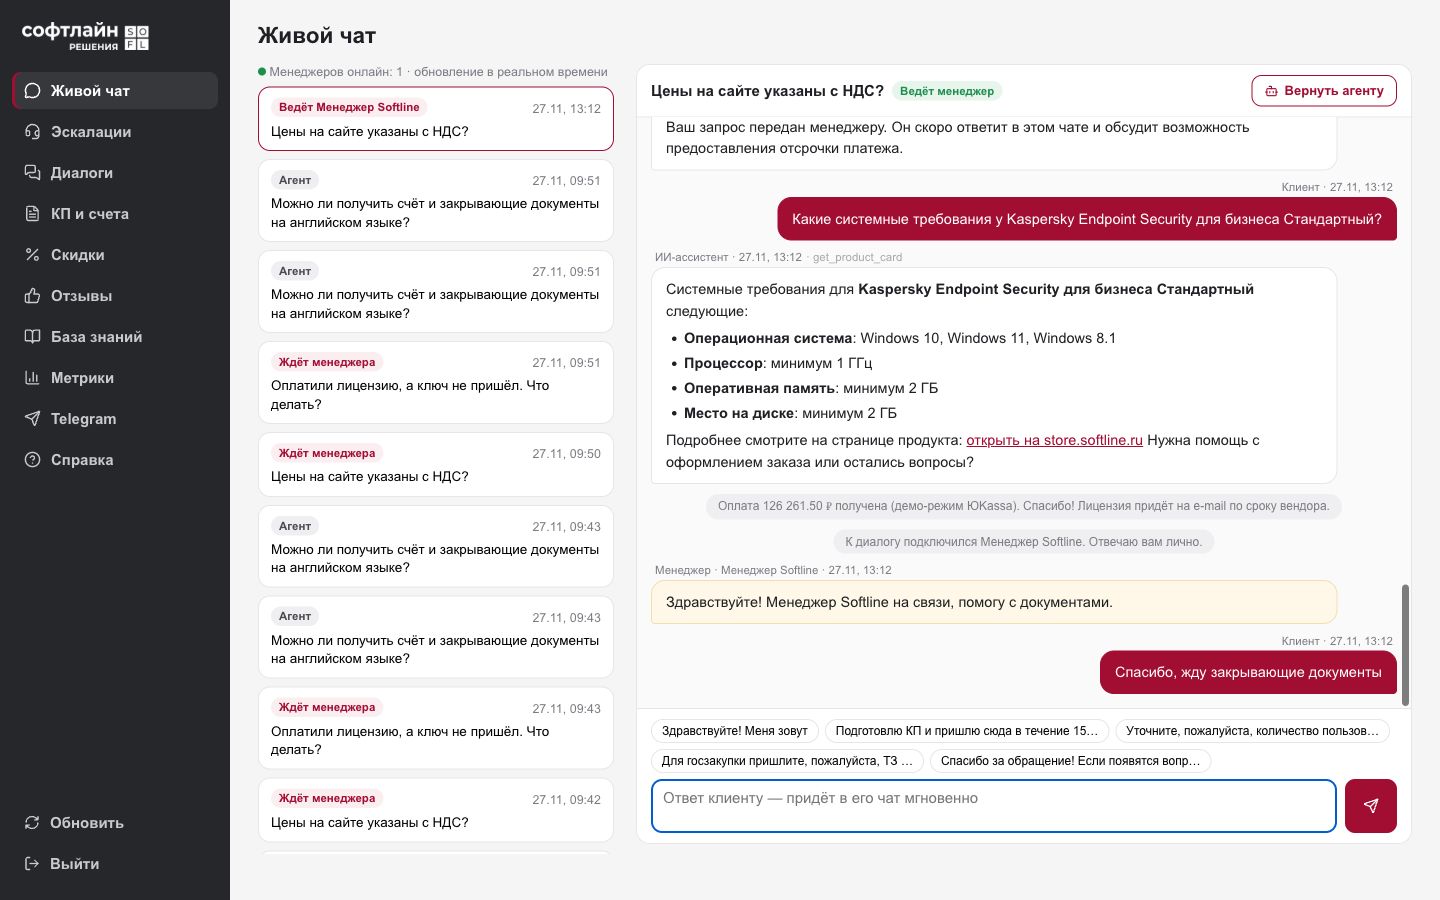 софтлайн
РЕШЕНИЯ
S O
F L
Живой чат
Эскалации
Диалоги
КП и счета
Скидки
Отзывы
База знаний
Метрики
Telegram
Справка
Обновить
Выйти
Живой чат
Менеджеров онлайн: 1 · обновление в реальном времени
Ведёт Менеджер Softline 27.11, 13:12
Цены на сайте указаны с НДС?
Агент 27.11, 09:51
Можно ли получить счёт и закрывающие документы
на английском языке?
Агент 27.11, 09:51
Можно ли получить счёт и закрывающие документы
на английском языке?
Ждёт менеджера 27.11, 09:51
Оплатили лицензию, а ключ не пришёл. Что
делать?
Ждёт менеджера 27.11, 09:50
Цены на сайте указаны с НДС?
Агент 27.11, 09:43
Можно ли получить счёт и закрывающие документы
на английском языке?
Агент 27.11, 09:43
Можно ли получить счёт и закрывающие документы
на английском языке?
Ждёт менеджера 27.11, 09:43
Оплатили лицензию, а ключ не пришёл. Что
делать?
Ждёт менеджера 27.11, 09:42
Цены на сайте указаны с НДС?
Цены на сайте указаны с НДС? Ведёт менеджер Вернуть агенту
Ваш запрос передан менеджеру. Он скоро ответит в этом чате и обсудит возможность
предоставления отсрочки платежа.
Клиент · 27.11, 13:12
Какие системные требования у Kaspersky Endpoint Security для бизнеса Стандартный?
ИИ-ассистент · 27.11, 13:12 · get_product_card
Системные требования для Kaspersky Endpoint Security для бизнеса Стандартный
следующие:
• Операционная система: Windows 10, Windows 11, Windows 8.1
• Процессор: минимум 1 ГГц
• Оперативная память: минимум 2 ГБ
• Место на диске: минимум 2 ГБ
Подробнее смотрите на странице продукта: открыть на store.softline.ru Нужна помощь с
оформлением заказа или остались вопросы?
Оплата 126 261.50 ₽ получена (демо-режим ЮKassa). Спасибо! Лицензия придёт на e-mail по сроку вендора.
К диалогу подключился Менеджер Softline. Отвечаю вам лично.
Менеджер · Менеджер Softline · 27.11, 13:12
Здравствуйте! Менеджер Softline на связи, помогу с документами.
Клиент · 27.11, 13:12
Спасибо, жду закрывающие документы
Здравствуйте! Меня зовут Подготовлю КП и пришлю сюда в течение 15… Уточните, пожалуйста, количество пользов…
Для госзакупки пришлите, пожалуйста, ТЗ … Спасибо за обращение! Если появятся вопр…
Ответ клиенту — придёт в его чат мгновенно